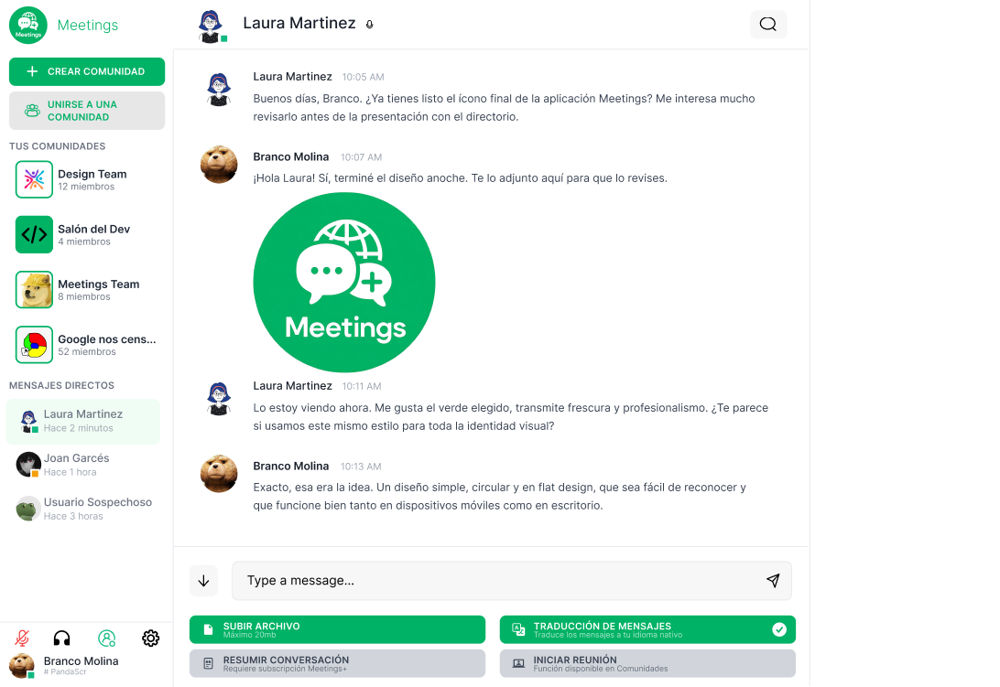 Meetings
Meetings
CREAR COMUNIDAD
UNIRSE A UNA
COMUNIDAD
TUS COMUNIDADES
Design Team
12 miembros
Salón del Dev
4 miembros
Meetings Team
8 miembros
Google nos cens...
52 miembros
MENSAJES DIRECTOS
Laura Martinez
Hace 2 minutos
Joan Garcés
Hace 1 hora
Usuario Sospechoso
Hace 3 horas
Branco Molina
# PandaScr
Laura Martinez
Laura Martinez 10:05 AM
Buenos días, Branco. ¿Ya tienes listo el ícono final de la aplicación Meetings? Me interesa mucho
revisarlo antes de la presentación con el directorio.
Branco Molina 10:07 AM
¡Hola Laura! Sí, terminé el diseño anoche. Te lo adjunto aquí para que lo revises.
Meetings
Laura Martinez 10:11 AM
Lo estoy viendo ahora. Me gusta el verde elegido, transmite frescura y profesionalismo. ¿Te parece
si usamos este mismo estilo para toda la identidad visual?
Branco Molina 10:13 AM
Exacto, esa era la idea. Un diseño simple, circular y en flat design, que sea fácil de reconocer y
que funcione bien tanto en dispositivos móviles como en escritorio.
Type a message...
SUBIR ARCHIVO
Máximo 20mb
TRADUCCIÓN DE MENSAJES
Traduce los mensajes a tu idioma nativo
RESUMIR CONVERSACIÓN
Requiere subscripción Meetings+
INICIAR REUNIÓN
Función disponible en Comunidades